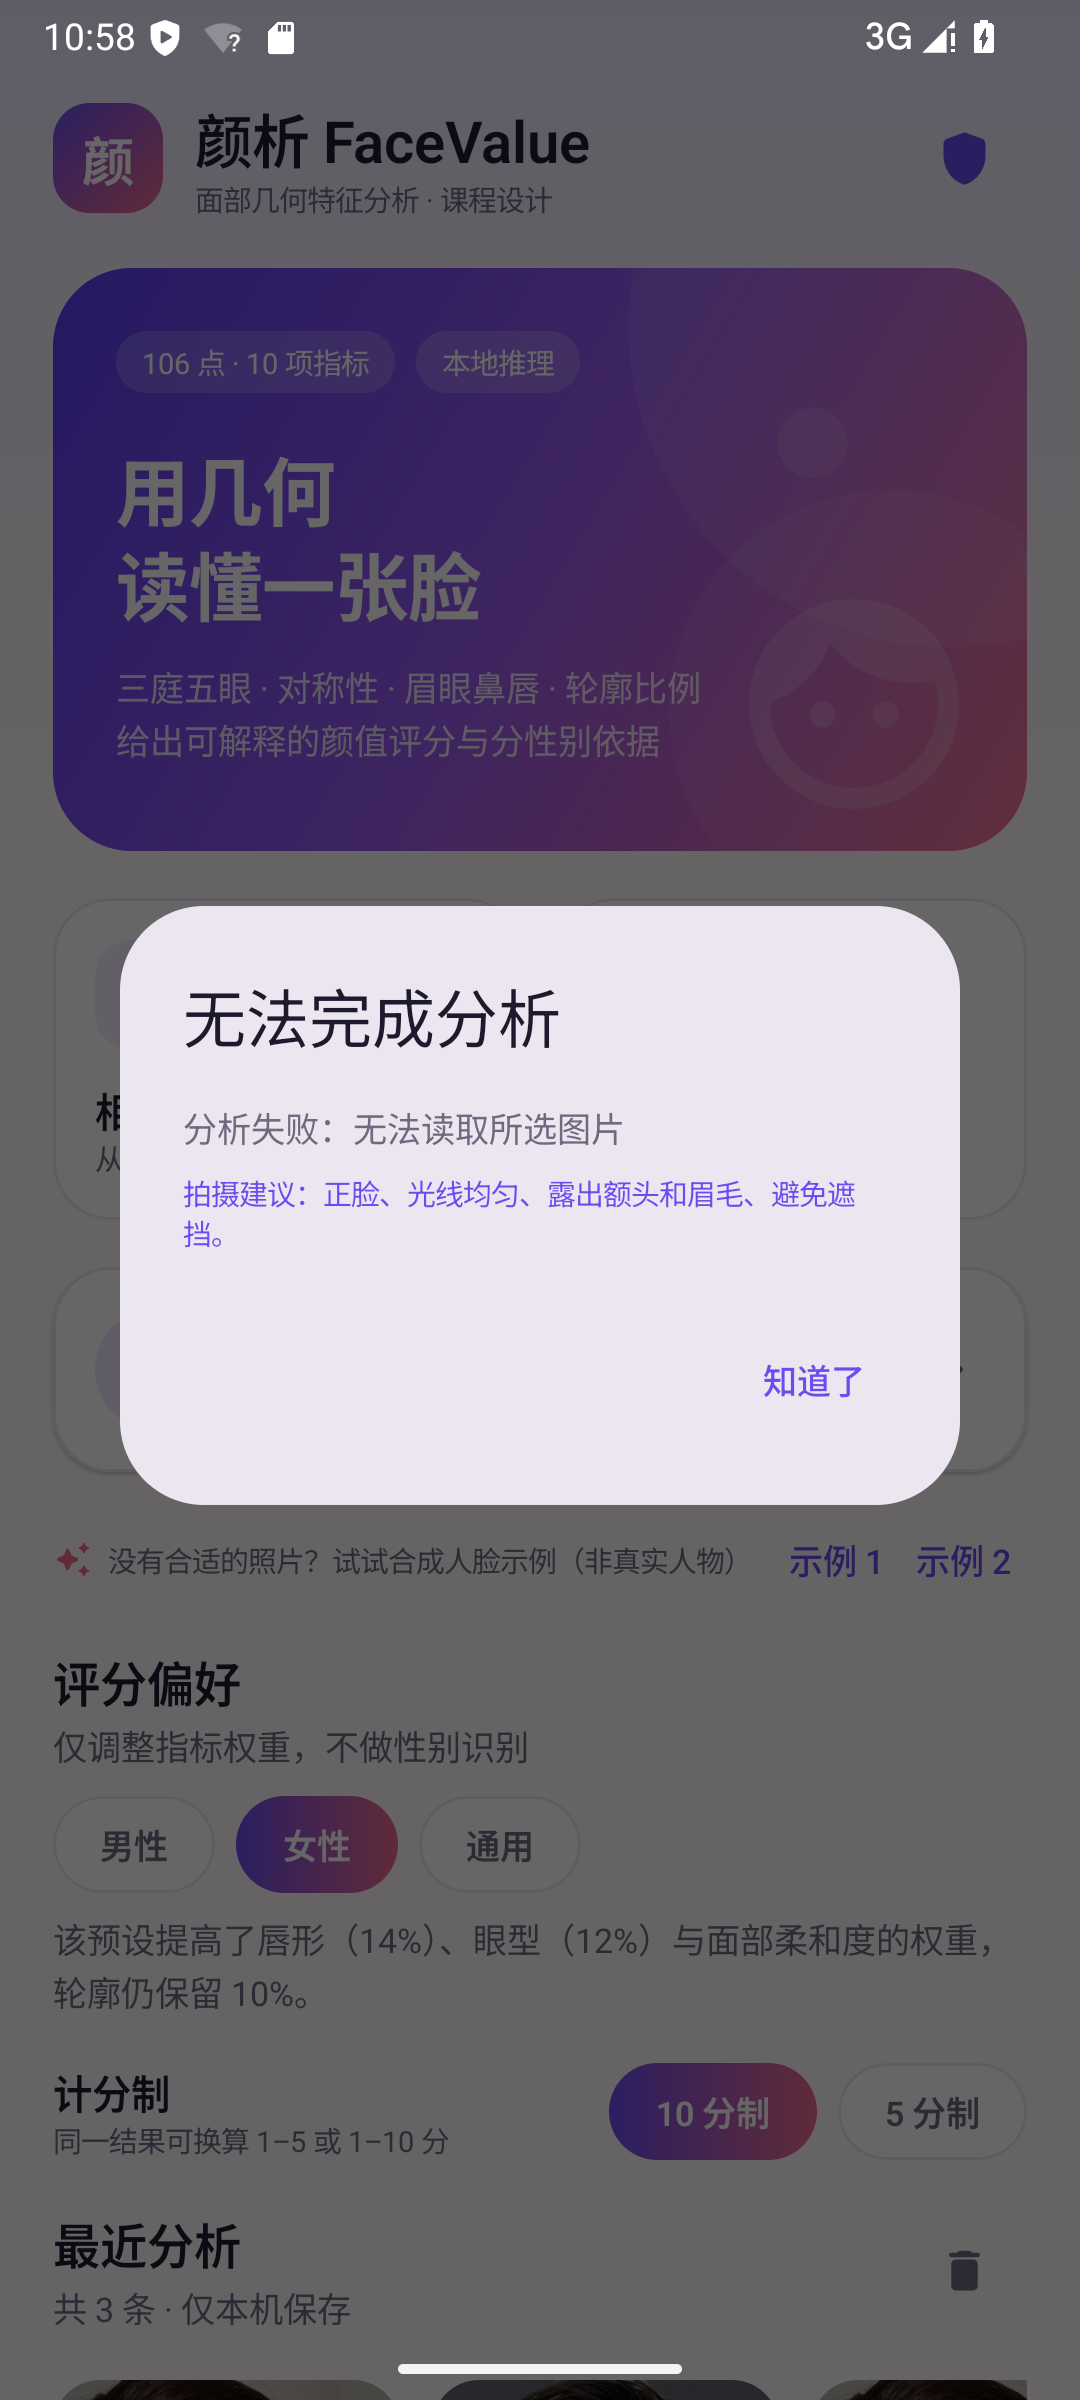 10:58
3G
颜
颜析 FaceValue
面部几何特征分析 · 课程设计
106 点 · 10 项指标
本地推理
用几何
读懂一张脸
三庭五眼 · 对称性 · 眉眼鼻唇 · 轮廓比例
给出可解释的颜值评分与分性别依据
从
无法完成分析
分析失败：无法读取所选图片
拍摄建议：正脸、光线均匀、露出额头和眉毛、避免遮
挡。
知道了
没有合适的照片？试试合成人脸示例（非真实人物）
示例 1
示例 2
评分偏好
仅调整指标权重，不做性别识别
男性
女性
通用
该预设提高了唇形（14%）、眼型（12%）与面部柔和度的权重，
轮廓仍保留 10%。
计分制
同一结果可换算 1–5 或 1–10 分
10 分制
5 分制
最近分析
共 3 条 · 仅本机保存